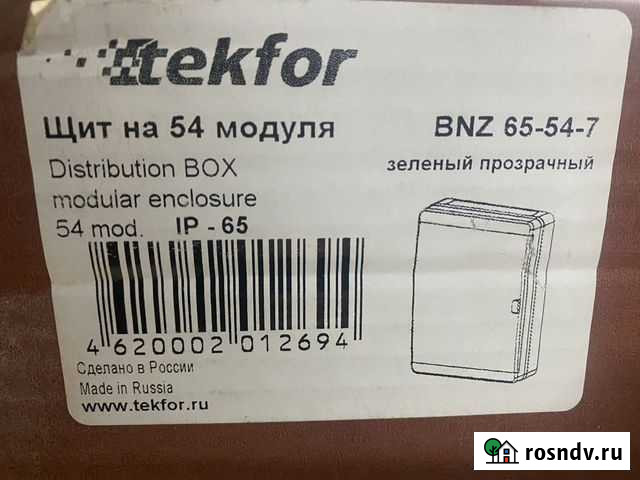 tekfor
Щит на 54 модуля
BNZ 65-54-7
Distribution BOX
зеленый прозрачный
modular enclosure
54 mod. IP - 65
4 620002 012694
Сделано в России
Made in Russia
www.tekfor.ru
rosndv.ru